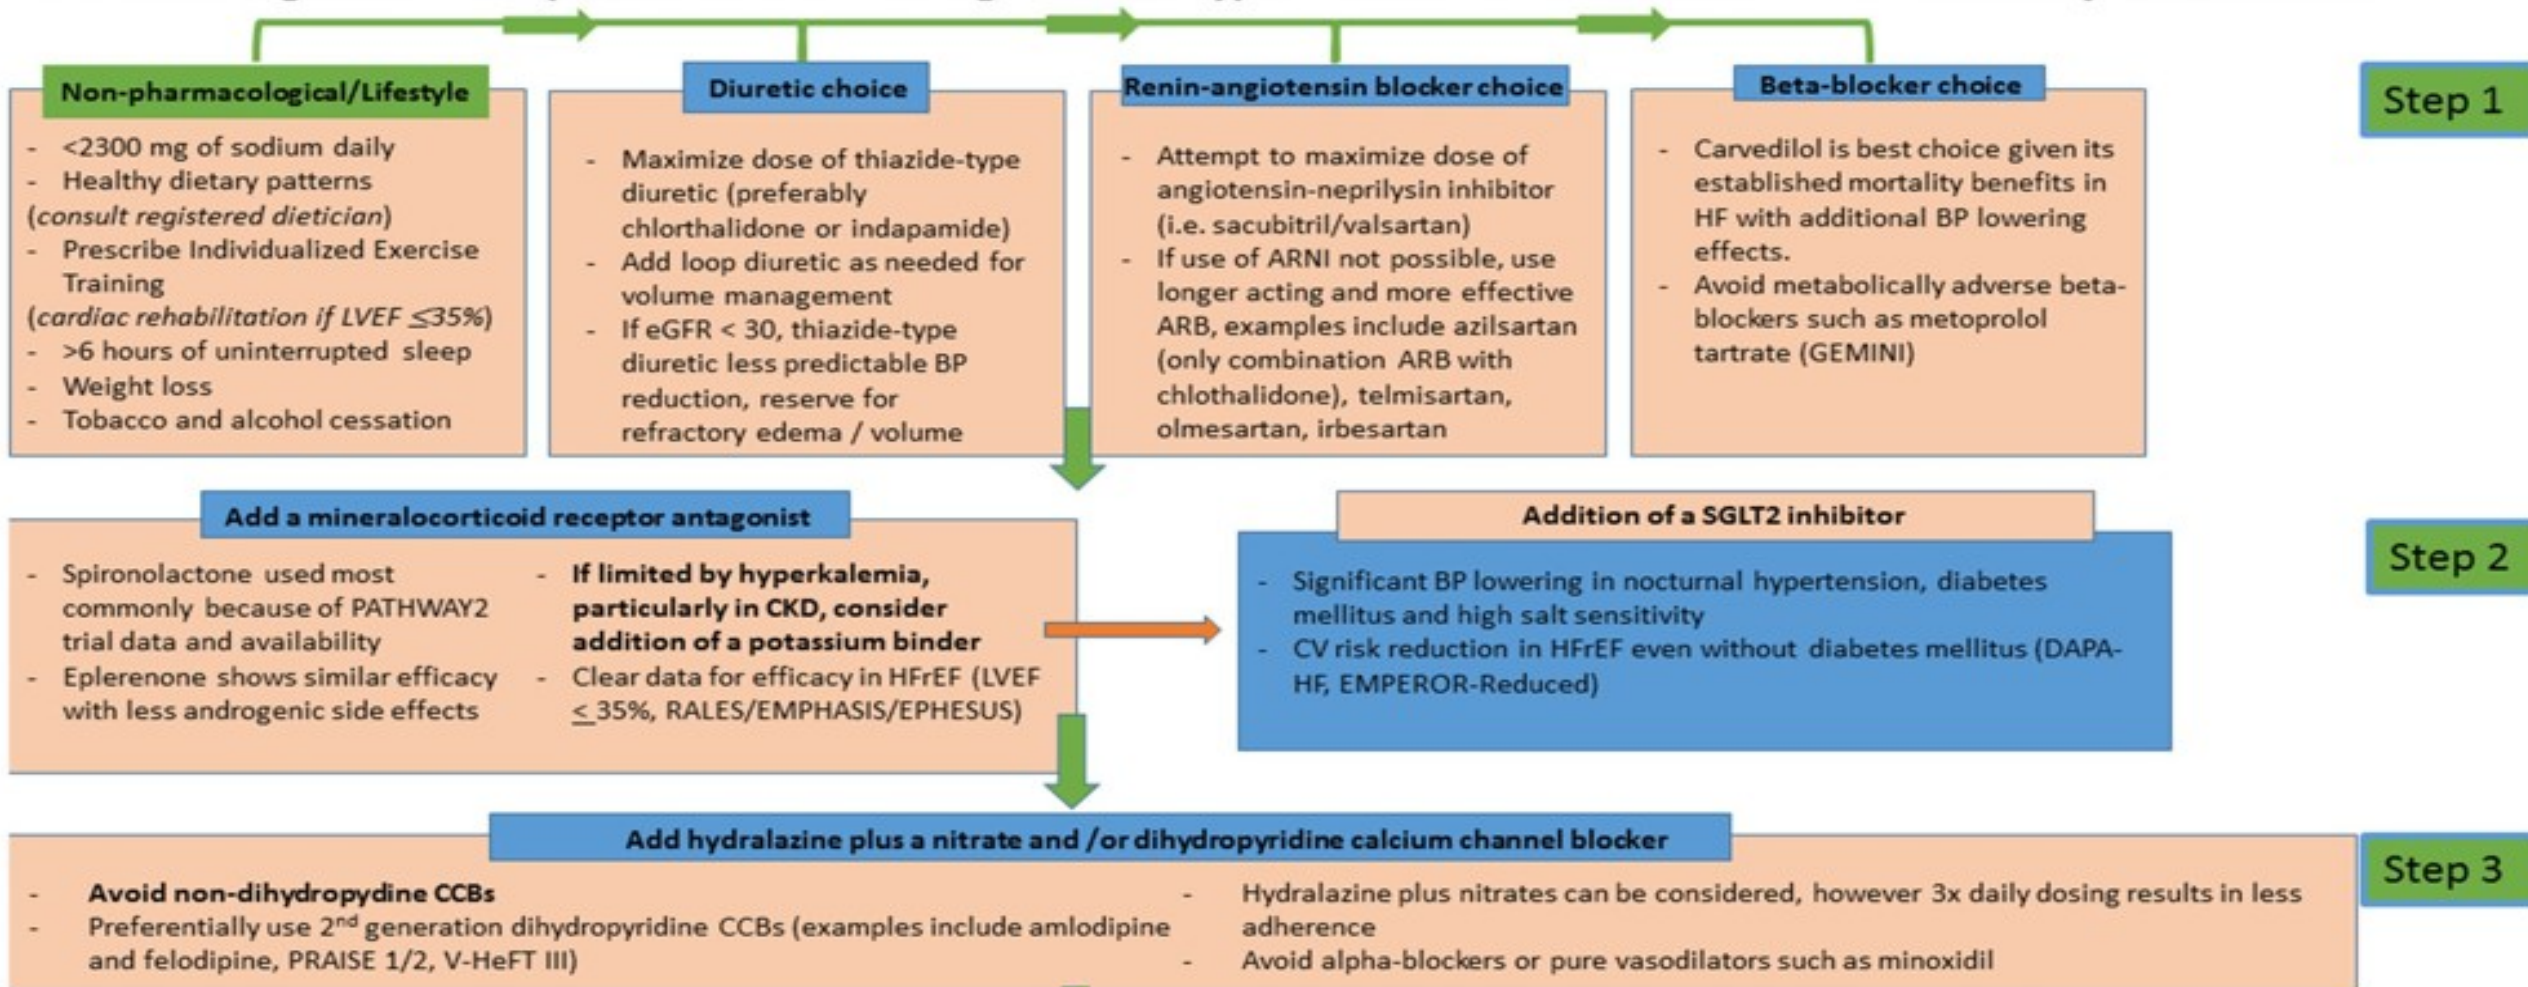 Non-pharmacological/Lifestyle
- <2300 mg of sodium daily
- Healthy dietary patterns
(consult registered dietician)
- Prescribe Individualized Exercise
Training
(cardiac rehabilitation if LVEF ≤35%)
- >6 hours of uninterrupted sleep
- Weight loss
- Tobacco and alcohol cessation
Diuretic choice
- Maximize dose of thiazide-type
diuretic (preferably
chlorthalidone or indapamide)
- Add loop diuretic as needed for
volume management
- If eGFR < 30, thiazide-type
diuretic less predictable BP
reduction, reserve for
refractory edema / volume
Renin-angiotensin blocker choice
- Attempt to maximize dose of
angiotensin-neprilysin inhibitor
(i.e. sacubitril/valsartan)
- If use of ARNI not possible, use
longer acting and more effective
ARB, examples include azilsartan
(only combination ARB with
chlothalidone), telmisartan,
olmesartan, irbesartan
Beta-blocker choice
- Carvedilol is best choice given its
established mortality benefits in
HF with additional BP lowering
effects.
- Avoid metabolically adverse beta-
blockers such as metoprolol
tartrate (GEMINI)
Step 1
Add a mineralocorticoid receptor antagonist
- Spironolactone used most
commonly because of PATHWAY2
trial data and availability
- Eplerenone shows similar efficacy
with less androgenic side effects
- If limited by hyperkalemia,
particularly in CKD, consider
addition of a potassium binder
- Clear data for efficacy in HFrEF (LVEF
≤ 35%, RALES/EMPHASIS/EPHESUS)
Addition of a SGLT2 inhibitor
- Significant BP lowering in nocturnal hypertension, diabetes
mellitus and high salt sensitivity
- CV risk reduction in HFrEF even without diabetes mellitus (DAPA-
HF, EMPEROR-Reduced)
Step 2
Add hydralazine plus a nitrate and /or dihydropyridine calcium channel blocker
- Avoid non-dihydropydine CCBs
- Preferentially use 2nd generation dihydropyridine CCBs (examples include amlodipine
and felodipine, PRAISE 1/2, V-HeFT III)
- Hydralazine plus nitrates can be considered, however 3x daily dosing results in less
adherence
- Avoid alpha-blockers or pure vasodilators such as minoxidil
Step 3